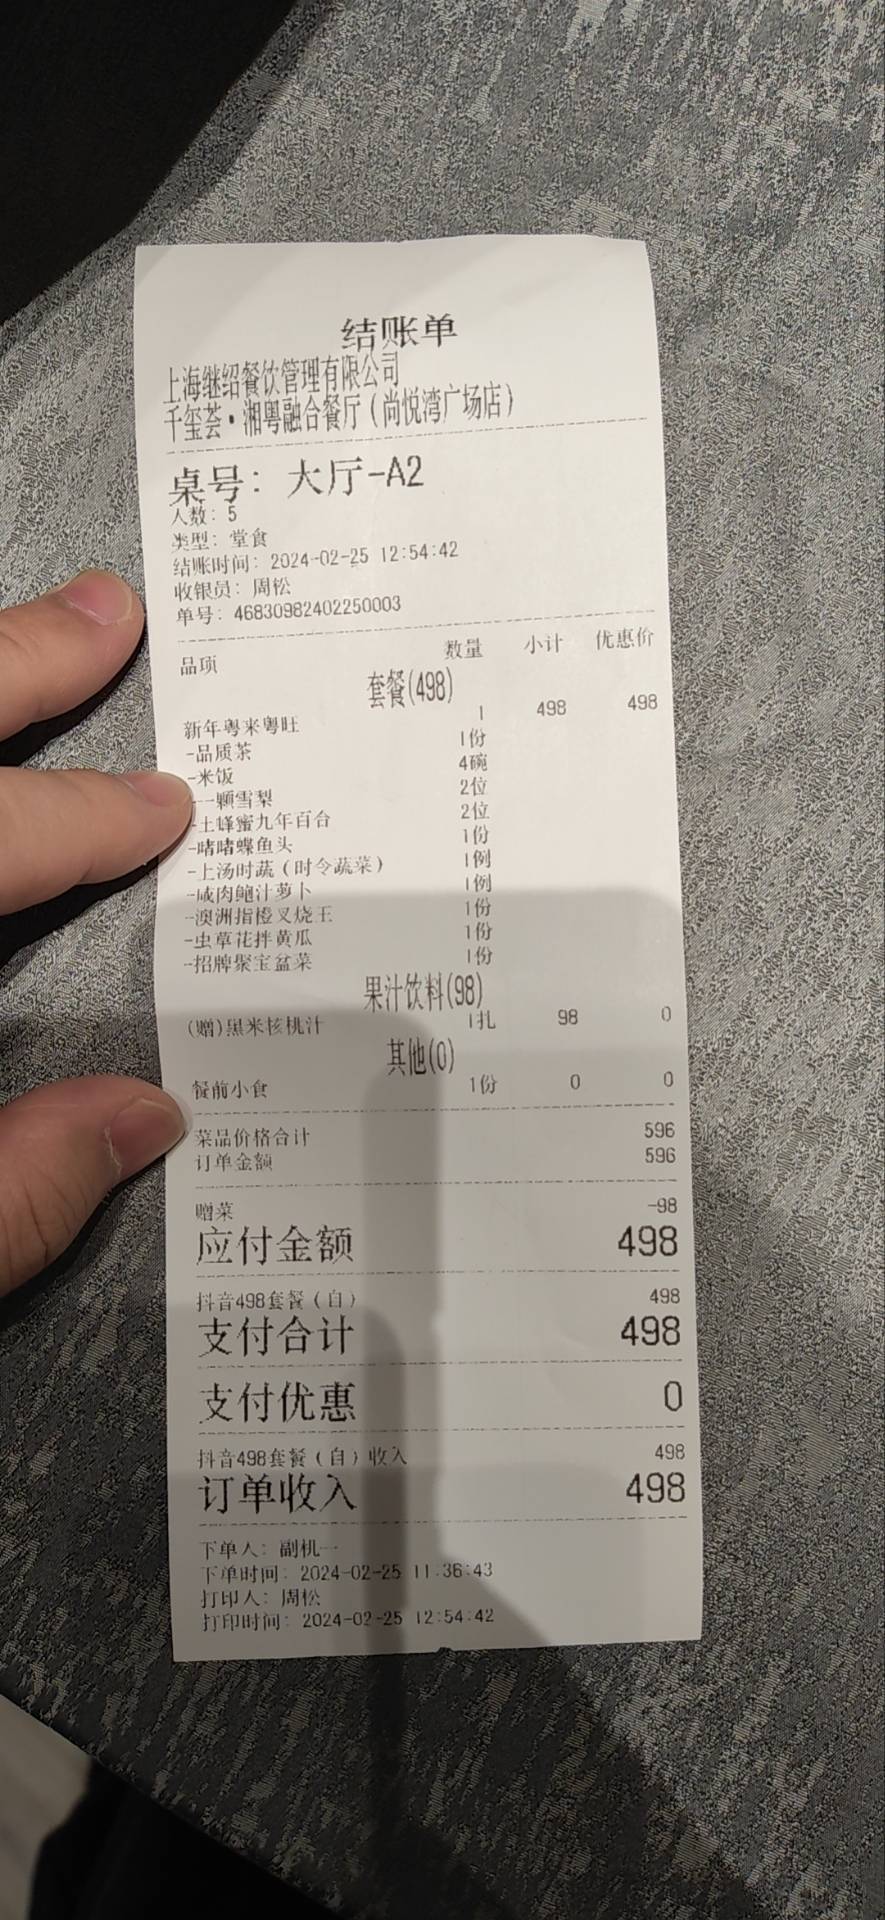 结账单
上海继绍餐饮管理有限公司
千玺荟·湘粤融合餐厅(尚悦湾广场店)
桌号: 大厅-A2
人数: 5
类型: 堂食
结账时间: 2024-02-25 12:54:42
收银员: 周松
单号: 46830982402250003
品项 数量 小计 优惠价
套餐(498)
新年粤来粤旺 1 498 498
-品质茶 1份
-米饭 4碗
-一颗雪梨 2位
-土蜂蜜九年百合 2位
-啫啫蝶鱼头 1份
-上汤时蔬(时令蔬菜) 1例
-咸肉鲍汁萝卜 1例
-澳洲指橙叉烧王 1份
-虫草花拌黄瓜 1份
-招牌聚宝盆菜 1份
果汁饮料(98)
(赠)黑米核桃汁 1扎 98 0
其他(0)
餐前小食 1份 0 0
菜品价格合计 596
订单金额 596
赠菜 -98
应付金额 498
抖音498套餐(自) 498
支付合计 498
支付优惠 0
抖音498套餐(自)收入 498
订单收入 498
下单人: 副机一
下单时间: 2024-02-25 11:36:43
打印人: 周松
打印时间: 2024-02-25 12:54:42